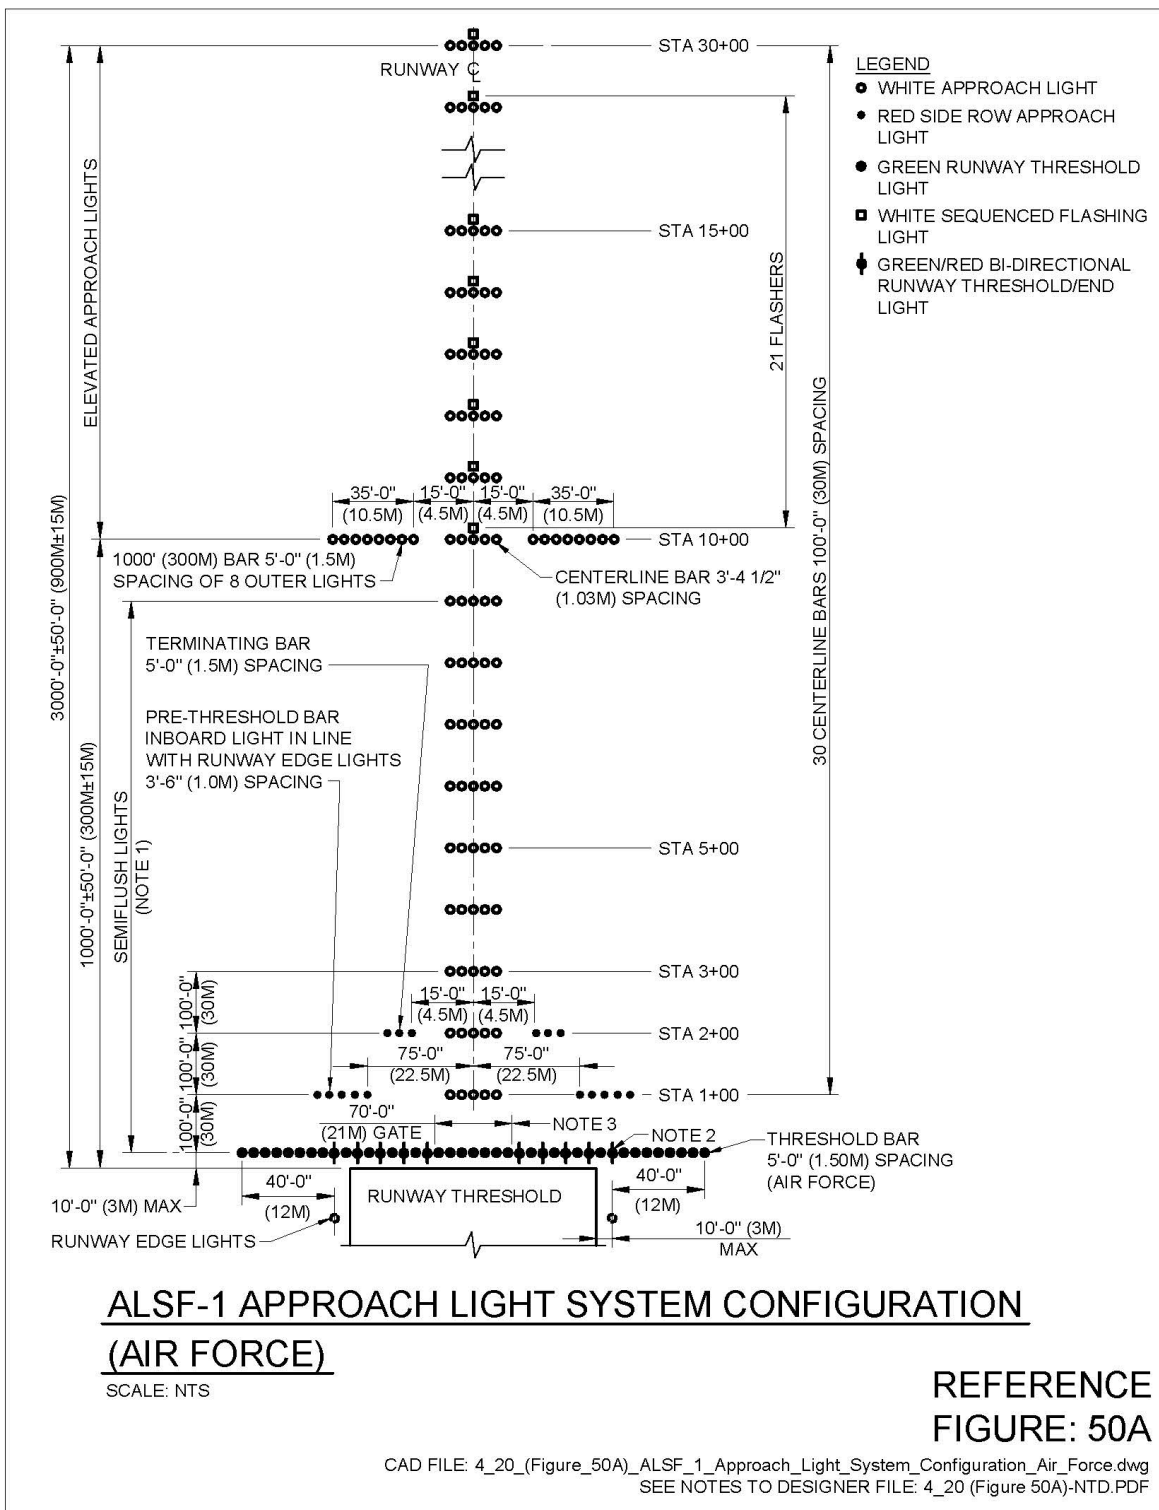 STA 30+00
RUNWAY CL
LEGEND
WHITE APPROACH LIGHT
RED SIDE ROW APPROACH
LIGHT
GREEN RUNWAY THRESHOLD
LIGHT
WHITE SEQUENCED FLASHING
LIGHT
GREEN/RED BI-DIRECTIONAL
RUNWAY THRESHOLD/END
LIGHT
ELEVATED APPROACH LIGHTS
STA 15+00
21 FLASHERS
30 CENTERLINE BARS 100'-0" (30M) SPACING
3000'-0"±50'-0" (900M±15M)
35'-0"
(10.5M)
15'-0"
(4.5M)
15'-0"
(4.5M)
35'-0"
(10.5M)
STA 10+00
1000' (300M) BAR 5'-0" (1.5M)
SPACING OF 8 OUTER LIGHTS
CENTERLINE BAR 3'-4 1/2"
(1.03M) SPACING
TERMINATING BAR
5'-0" (1.5M) SPACING
PRE-THRESHOLD BAR
INBOARD LIGHT IN LINE
WITH RUNWAY EDGE LIGHTS
3'-6" (1.0M) SPACING
1000'-0"±50'-0" (300M±15M)
SEMIFLUSH LIGHTS
(NOTE 1)
STA 5+00
STA 3+00
100'-0"
(30M)
15'-0"
(4.5M)
15'-0"
(4.5M)
STA 2+00
100'-0"
(30M)
75'-0"
(22.5M)
75'-0"
(22.5M)
STA 1+00
100'-0"
(30M)
70'-0"
(21M) GATE
NOTE 3
NOTE 2
THRESHOLD BAR
5'-0" (1.50M) SPACING
(AIR FORCE)
10'-0" (3M) MAX
40'-0"
(12M)
RUNWAY THRESHOLD
40'-0"
(12M)
RUNWAY EDGE LIGHTS
10'-0" (3M)
MAX
ALSF-1 APPROACH LIGHT SYSTEM CONFIGURATION
(AIR FORCE)
SCALE: NTS
REFERENCE
FIGURE: 50A
CAD FILE: 4_20_(Figure_50A)_ALSF_1_Approach_Light_System_Configuration_Air_Force.dwg
SEE NOTES TO DESIGNER FILE: 4_20 (Figure 50A)-NTD.PDF